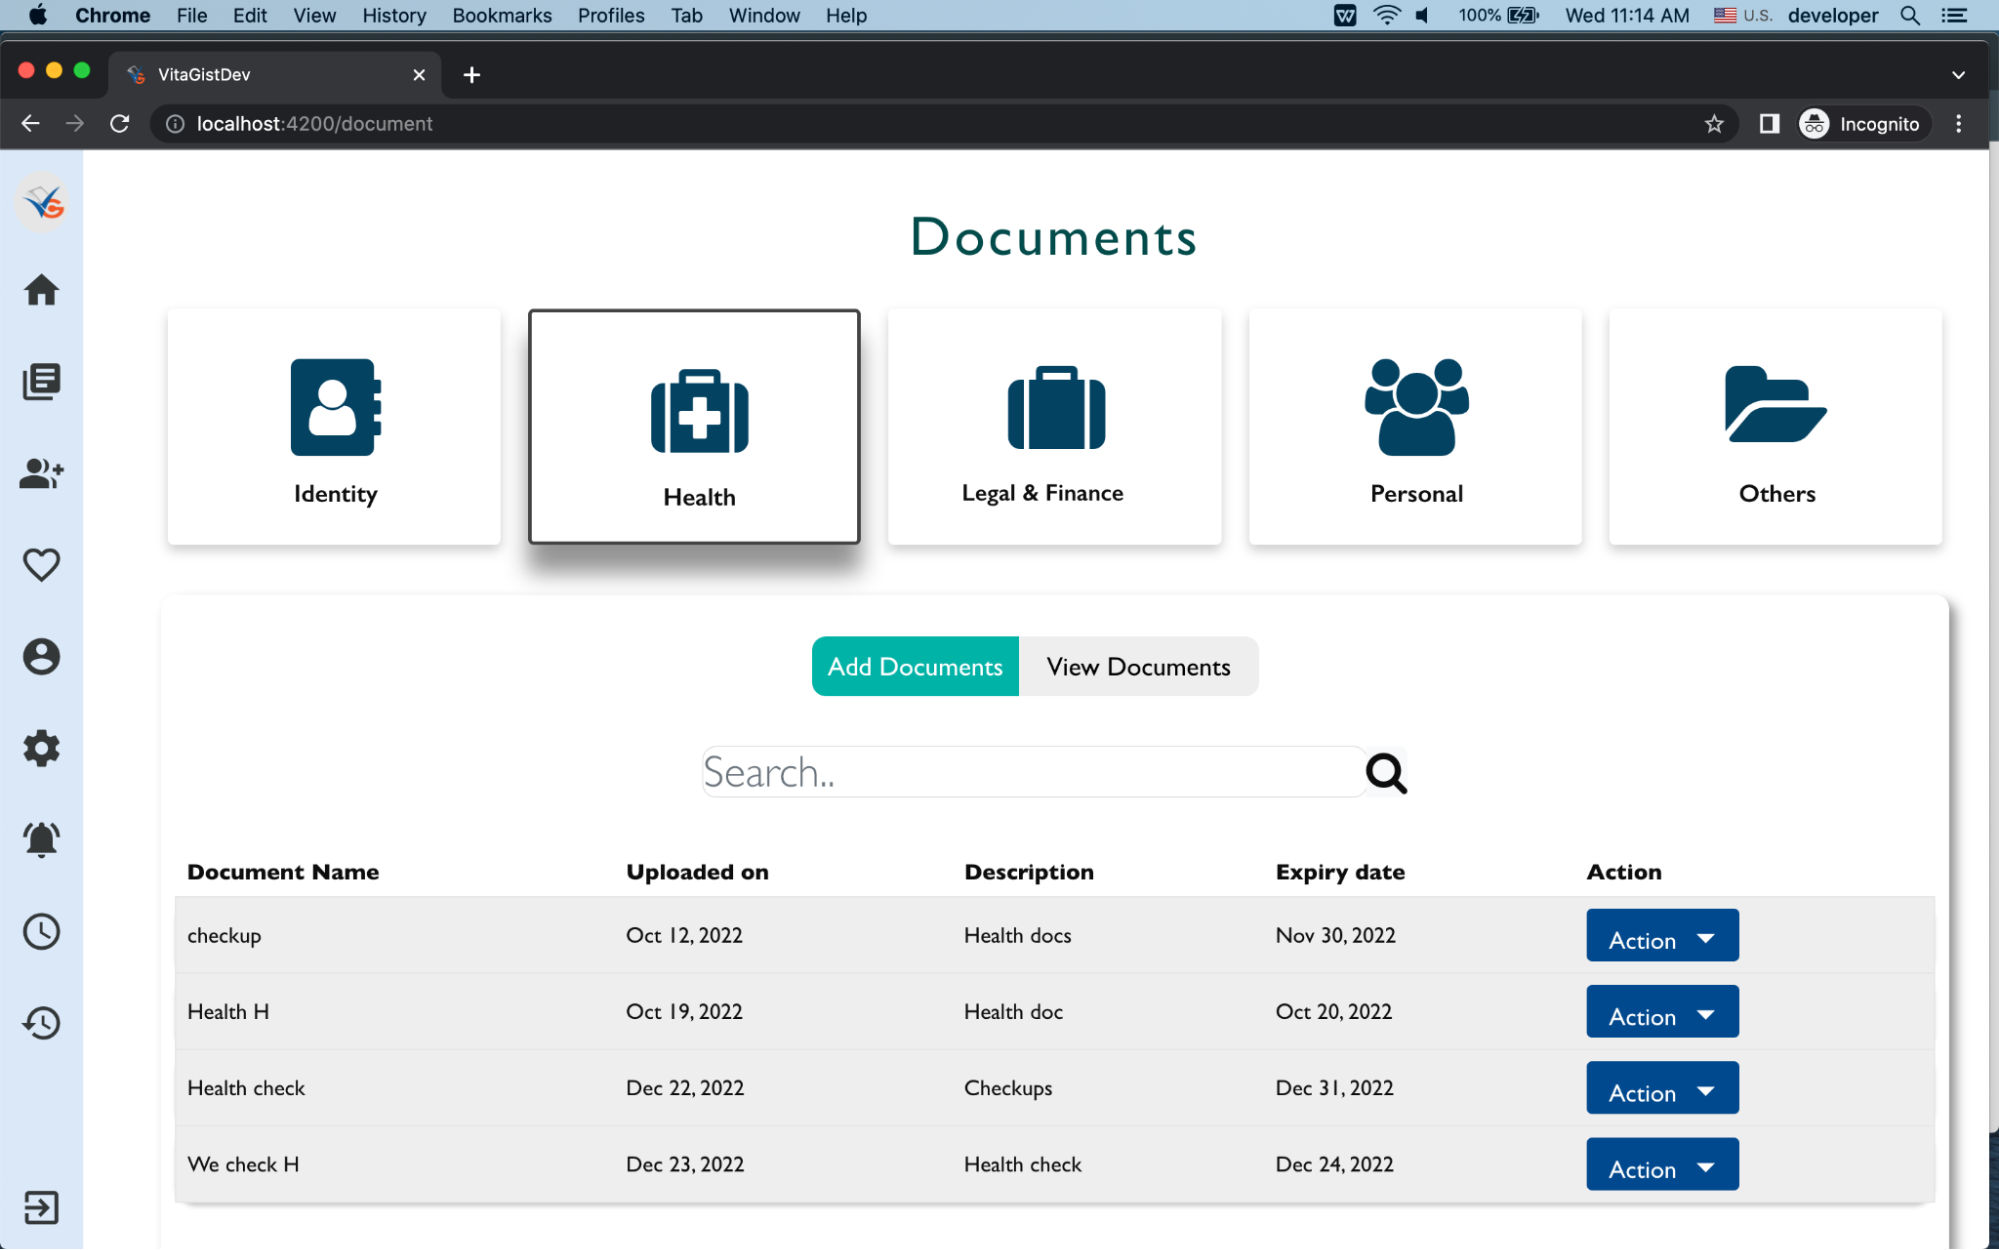 Chrome File Edit View History Bookmarks Profiles Tab Window Help 100% Wed 11:14 AM U.S. developer
VitaGistDev
localhost:4200/document Incognito
Documents
Identity Health Legal & Finance Personal Others
Add Documents View Documents
Search..
Document Name Uploaded on Description Expiry date Action
checkup Oct 12, 2022 Health docs Nov 30, 2022 Action
Health H Oct 19, 2022 Health doc Oct 20, 2022 Action
Health check Dec 22, 2022 Checkups Dec 31, 2022 Action
We check H Dec 23, 2022 Health check Dec 24, 2022 Action